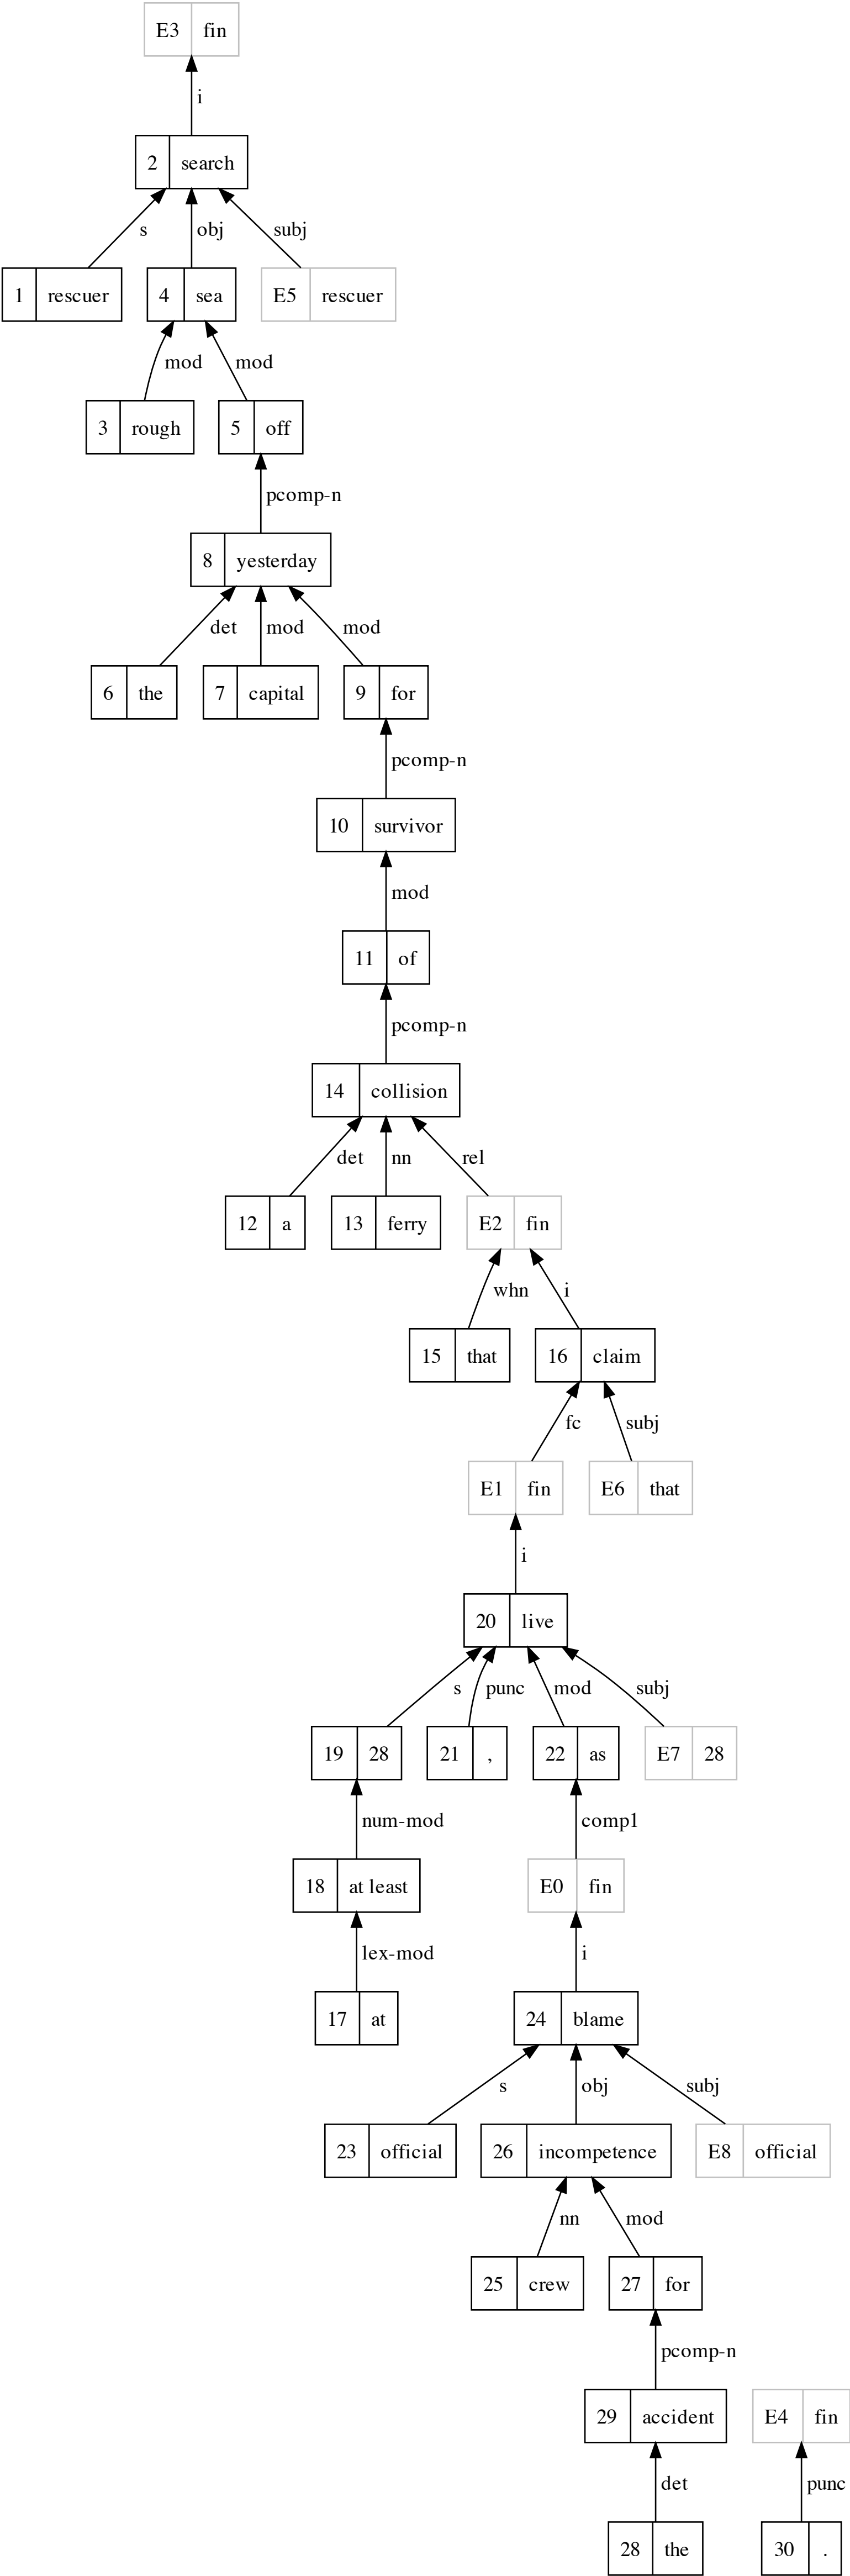 E3 fin
i
2 search
s obj subj
1 rescuer 4 sea E5 rescuer
mod mod
3 rough 5 off
pcomp-n
8 yesterday
det mod mod
6 the 7 capital 9 for
pcomp-n
10 survivor
mod
11 of
pcomp-n
14 collision
det nn rel
12 a 13 ferry E2 fin
whn i
15 that 16 claim
fc subj
E1 fin E6 that
i
20 live
s punc mod subj
19 28 21 , 22 as E7 28
num-mod comp1
18 at least E0 fin
lex-mod i
17 at 24 blame
s obj subj
23 official 26 incompetence E8 official
nn mod
25 crew 27 for
pcomp-n
29 accident E4 fin
det punc
28 the 30 .